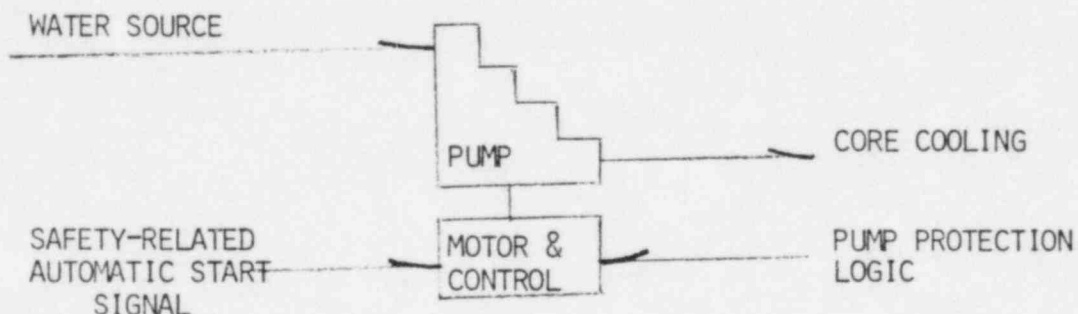 WATER SOURCE
PUMP
CORE COOLING
SAFETY-RELATED
AUTOMATIC START
SIGNAL
MOTOR &
CONTROL
PUMP PROTECTION
LOGIC